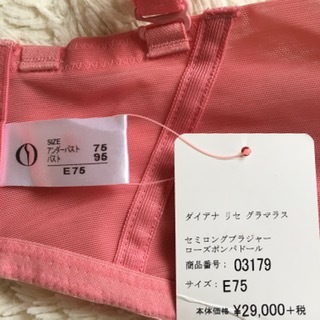 SIZE
アンダーバスト 75
バスト 95
E75
ダイアナ リセ グラマラス
セミロングブラジャー
ローズポンパドール
商品番号: 03179
サイズ: E75
本体価格 ¥29,000+税